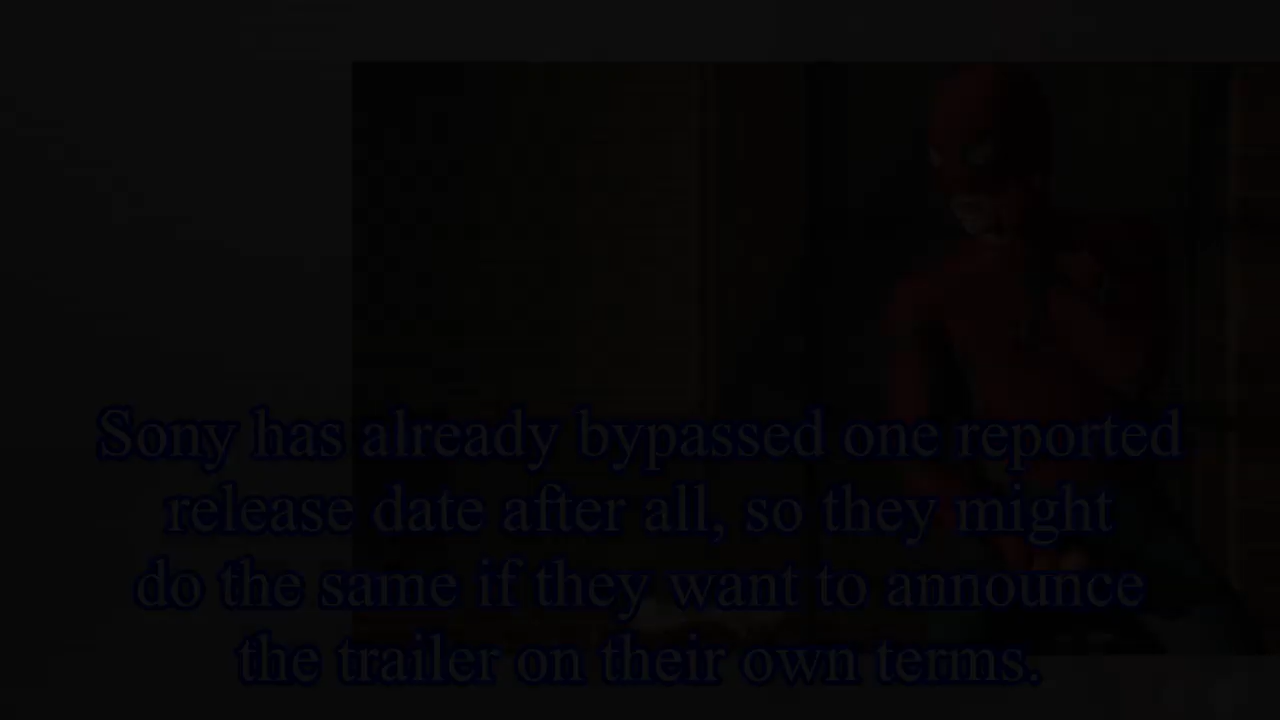 Sony has already bypassed one reported
release date after all, so they might
do the same if they want to announce
the trailer on their own terms.